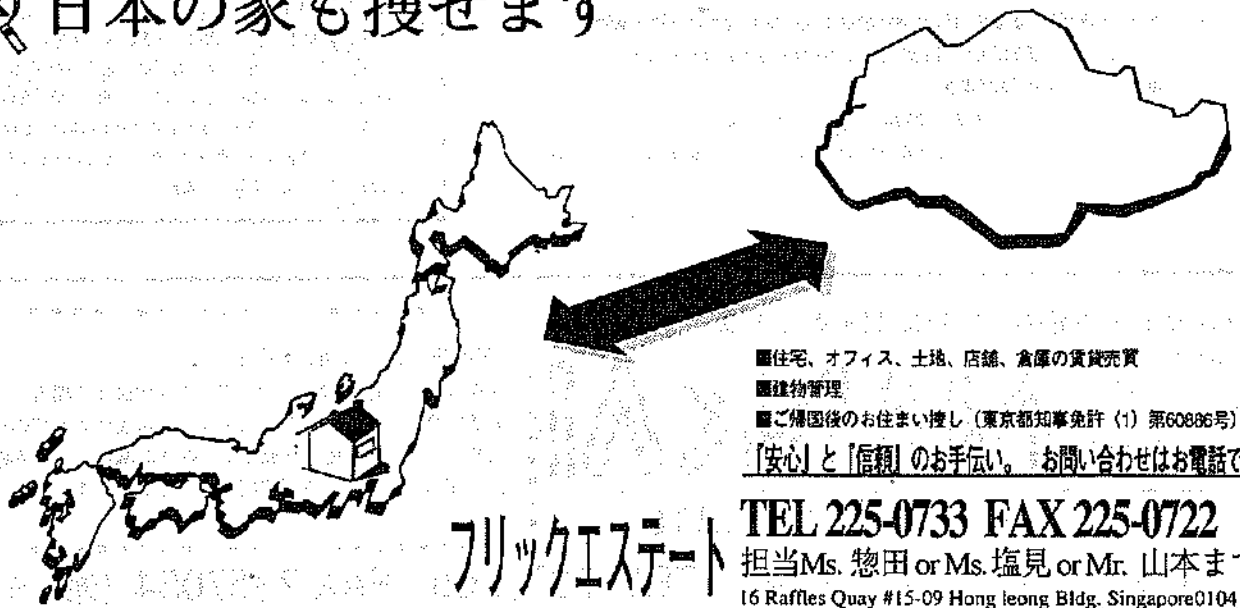 日本の家も捜せます
■住宅、オフィス、土地、店舗、倉庫の賃貸売買
■建物管理
■ご帰国後のお住まい捜し(東京都知事免許(1)第60886号)
「安心」と「信頼」のお手伝い。 お問い合わせはお電話で
フリックエステート
TEL 225-0733 FAX 225-0722
担当Ms. 惣田 or Ms. 塩見 or Mr. 山本まで
16 Raffles Quay #15-09 Hong leong Bldg. Singapore0104